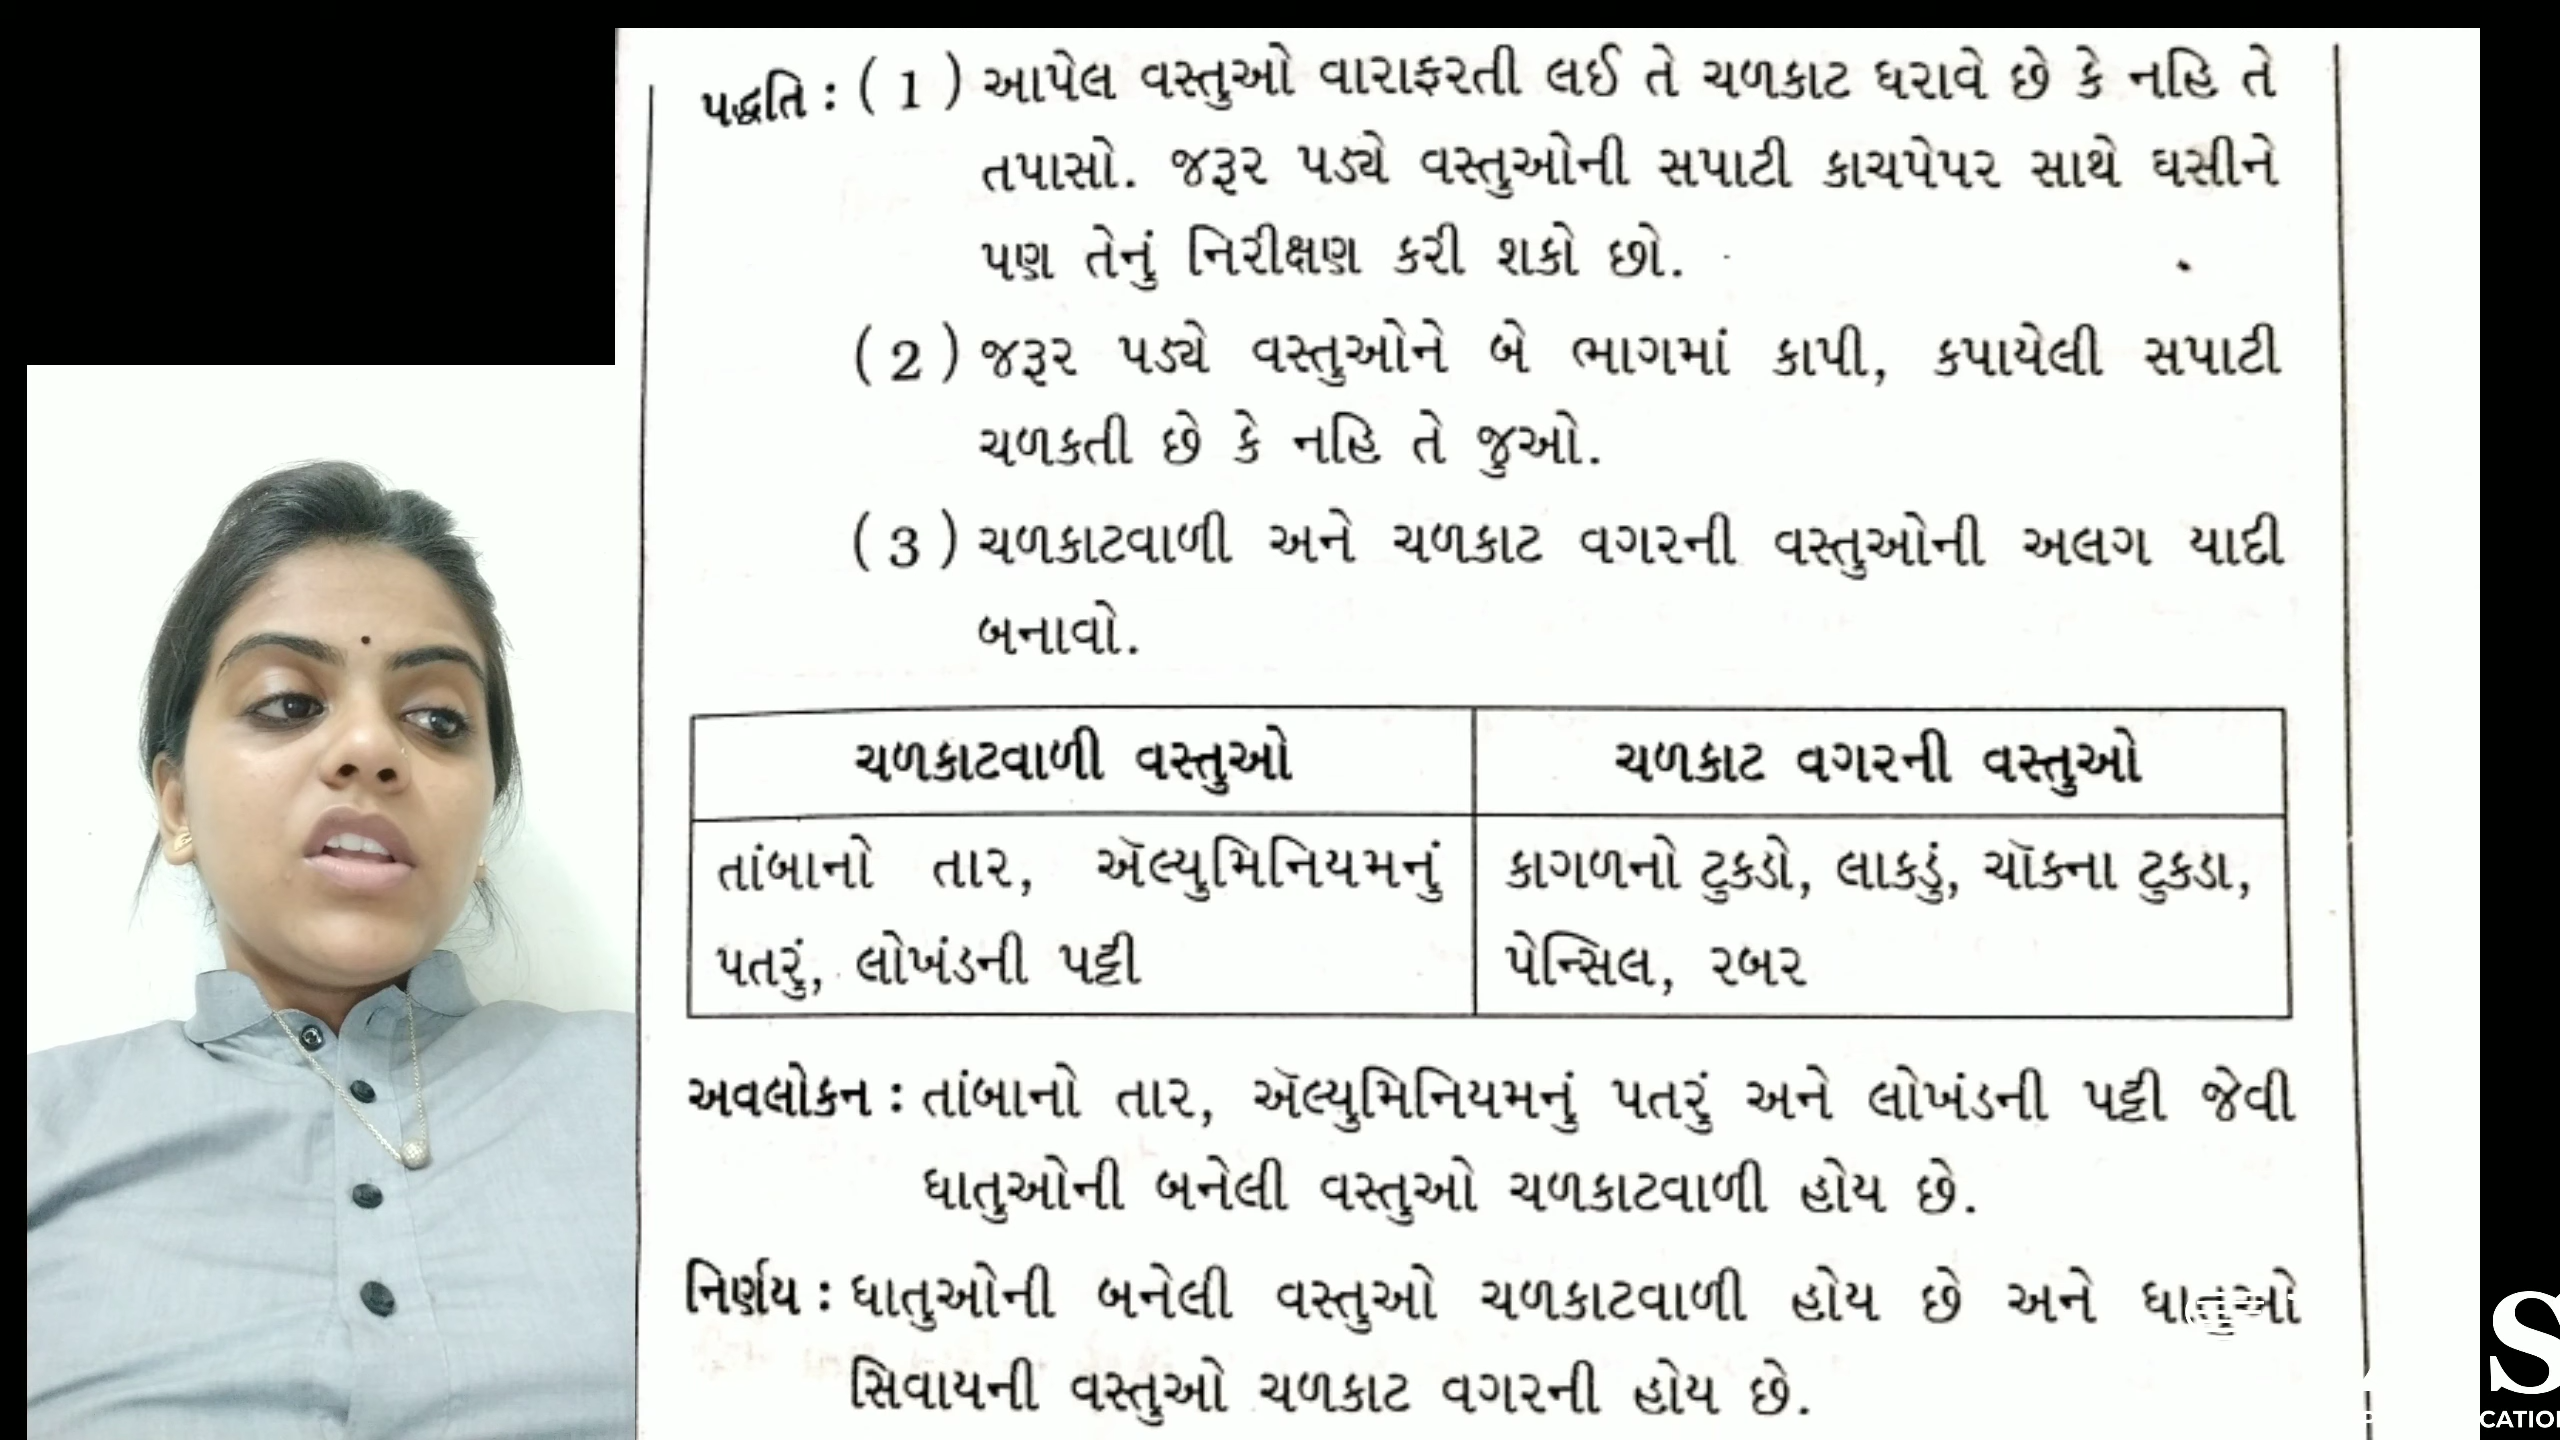 પદ્ધતિ : ( 1 ) આપેલ વસ્તુઓ વારાફરતી લઈ તે ચળકાટ ધરાવે છે કે નહિ તે
તપાસો. જરૂર પડ્યે વસ્તુઓની સપાટી કાચપેપર સાથે ઘસીને
પણ તેનું નિરીક્ષણ કરી શકો છો.
( 2 ) જરૂર પડ્યે વસ્તુઓને બે ભાગમાં કાપી, કપાયેલી સપાટી
ચળકતી છે કે નહિ તે જુઓ.
( 3 ) ચળકાટવાળી અને ચળકાટ વગરની વસ્તુઓની અલગ યાદી
બનાવો.
ચળકાટવાળી વસ્તુઓ
ચળકાટ વગરની વસ્તુઓ
તાંબાનો તાર, ઍલ્યુમિનિયમનું
પતરું, લોખંડની પટ્ટી
કાગળનો ટુકડો, લાકડું, ચૉકના ટુકડા,
પેન્સિલ, રબર
અવલોકન : તાંબાનો તાર, ઍલ્યુમિનિયમનું પતરું અને લોખંડની પટ્ટી જેવી
ધાતુઓની બનેલી વસ્તુઓ ચળકાટવાળી હોય છે.
નિર્ણય : ધાતુઓની બનેલી વસ્તુઓ ચળકાટવાળી હોય છે અને ધાતુઓ
સિવાયની વસ્તુઓ ચળકાટ વગરની હોય છે.
S